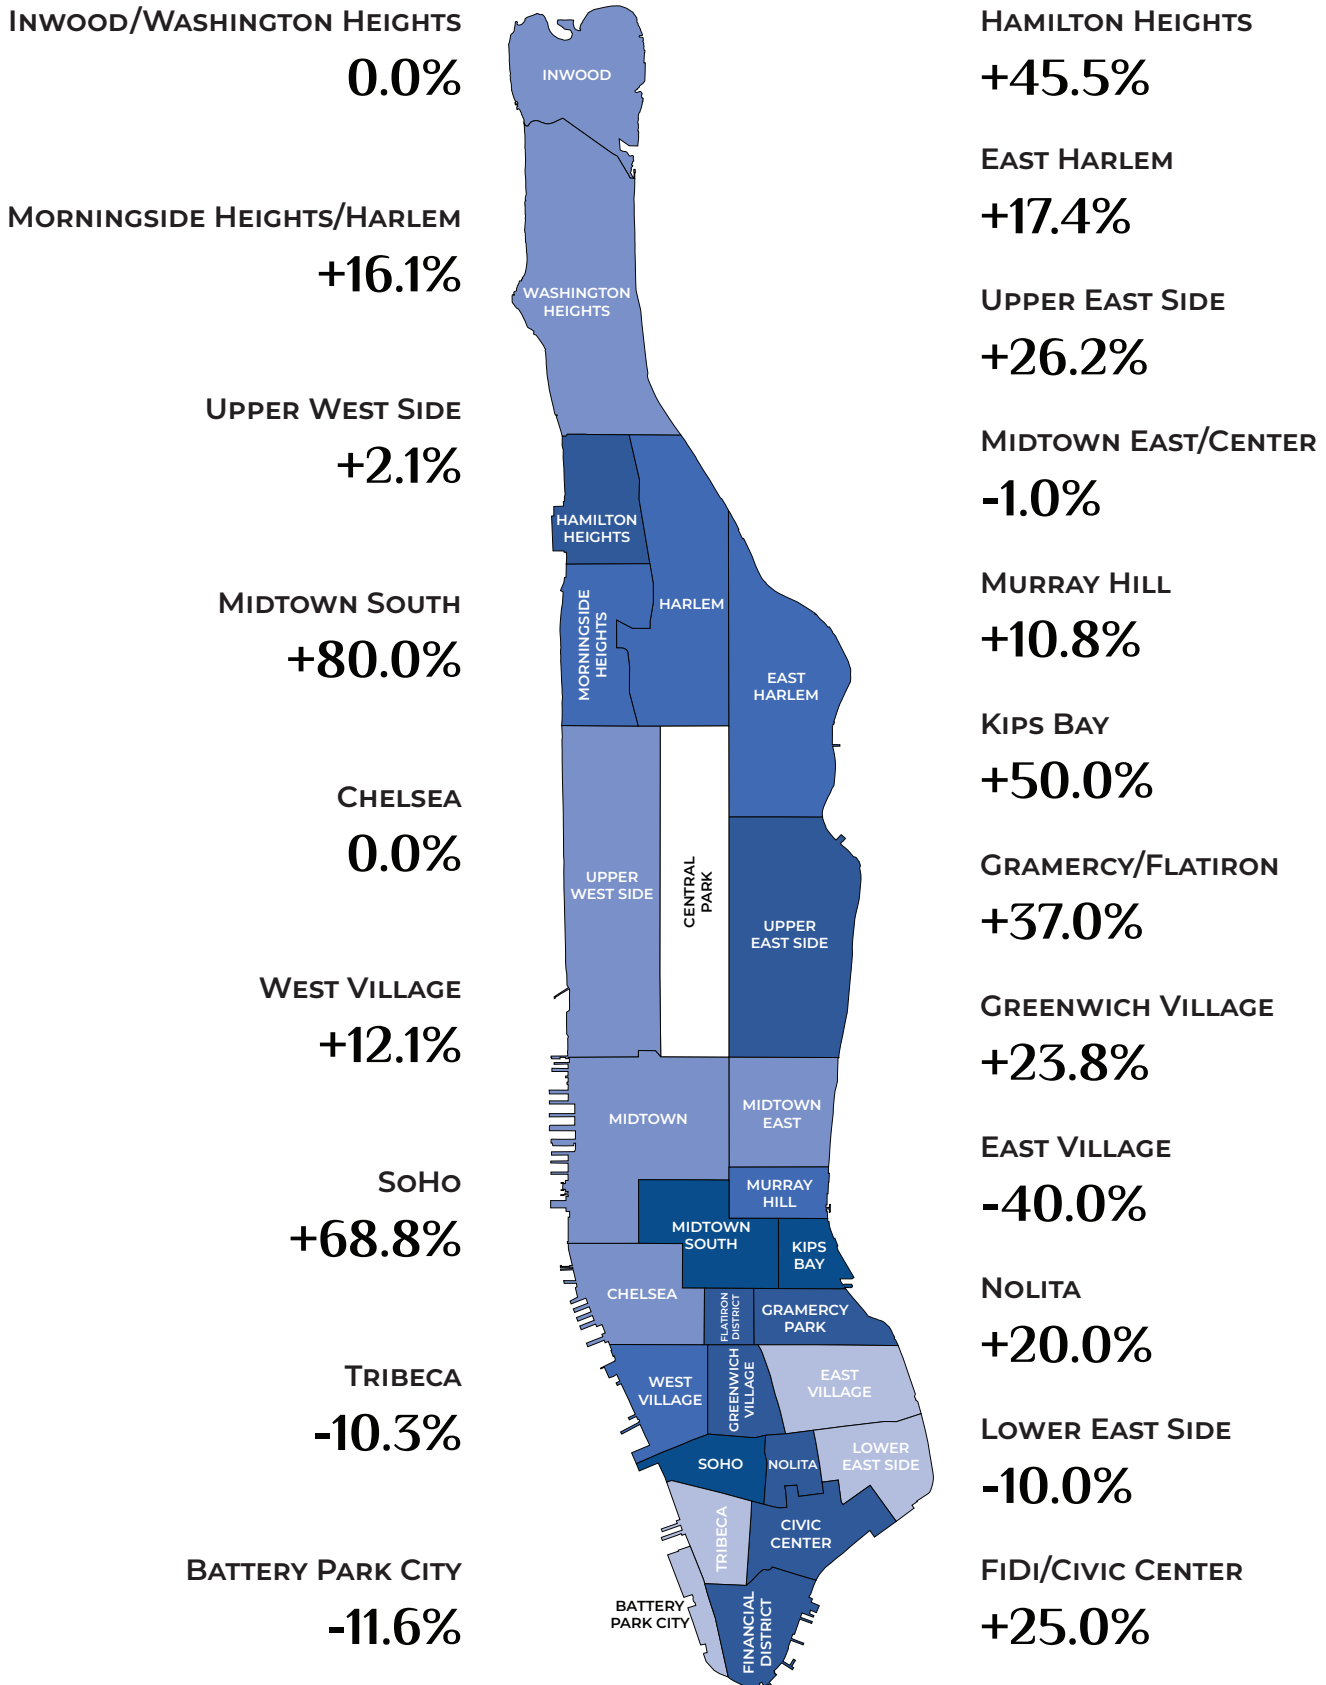 INWOOD/WASHINGTON HEIGHTS
0.0%
MORNINGSIDE HEIGHTS/HARLEM
+16.1%
UPPER WEST SIDE
+2.1%
MIDTOWN SOUTH
+80.0%
CHELSEA
0.0%
WEST VILLAGE
+12.1%
SOHO
+68.8%
TRIBECA
-10.3%
BATTERY PARK CITY
-11.6%
INWOOD
WASHINGTON
HEIGHTS
HAMILTON
HEIGHTS
MORNINGSIDE
HEIGHTS
HARLEM
EAST
HARLEM
UPPER
WEST SIDE
CENTRAL
PARK
UPPER
EAST SIDE
MIDTOWN
MIDTOWN
EAST
MURRAY
HILL
MIDTOWN
SOUTH
KIPS
BAY
CHELSEA
FLATIRON
DISTRICT
GRAMERCY
PARK
WEST
VILLAGE
GREENWICH
VILLAGE
EAST
VILLAGE
SOHO
NOLITA
LOWER
EAST SIDE
TRIBECA
CIVIC
CENTER
BATTERY
PARK CITY
FINANCIAL
DISTRICT
HAMILTON HEIGHTS
+45.5%
EAST HARLEM
+17.4%
UPPER EAST SIDE
+26.2%
MIDTOWN EAST/CENTER
-1.0%
MURRAY HILL
+10.8%
KIPS BAY
+50.0%
GRAMERCY/FLATIRON
+37.0%
GREENWICH VILLAGE
+23.8%
EAST VILLAGE
-40.0%
NOLITA
+20.0%
LOWER EAST SIDE
-10.0%
FIDI/CIVIC CENTER
+25.0%